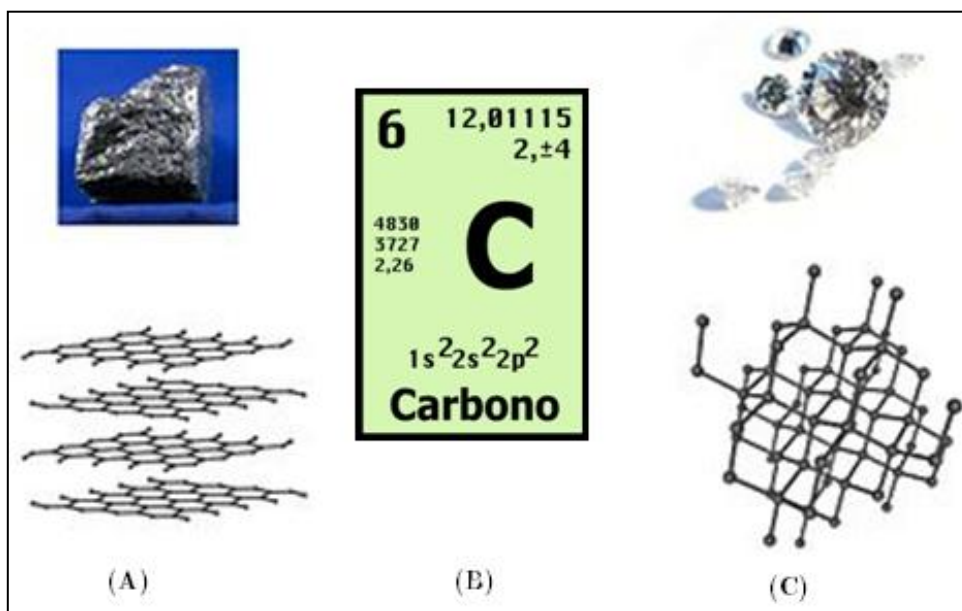 6
12,01115
2,±4
4830
3727
2,26
C
1s²2s²2p²
Carbono
(A)
(B)
(C)